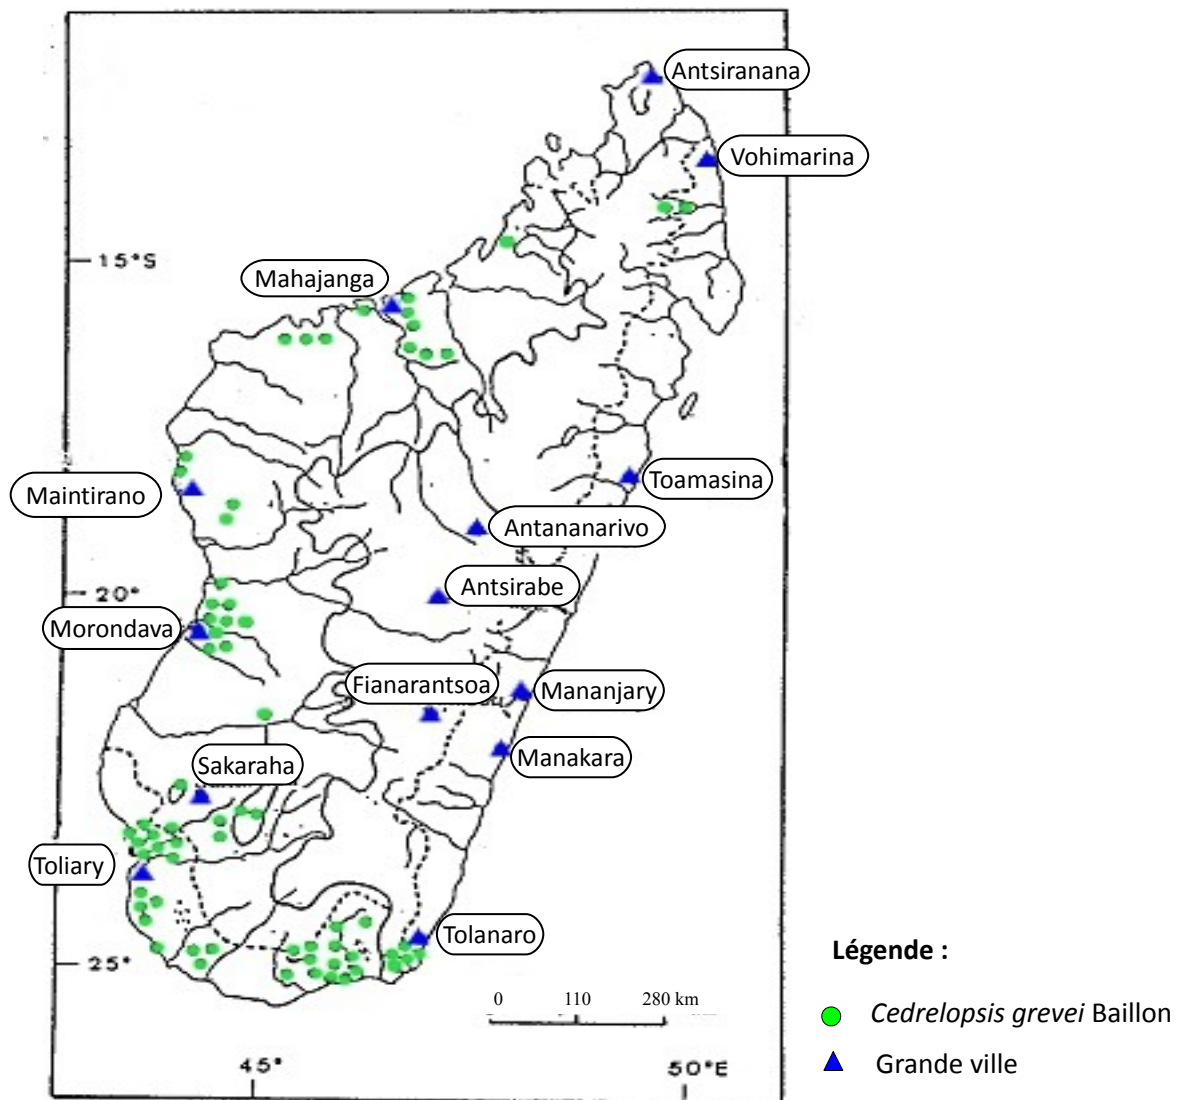 Antsiranana
Vohimarina
15°S
Mahajanga
Maintirano
Toamasina
Antananarivo
Antsirabe
20°
Morondava
Fianarantsoa
Mananjary
Manakara
Sakaraha
Toliary
Tolanaro
25°
Légende :
0 110 280 km
Cedrelopsis grevei Baillon
Grande ville
45°
50°E